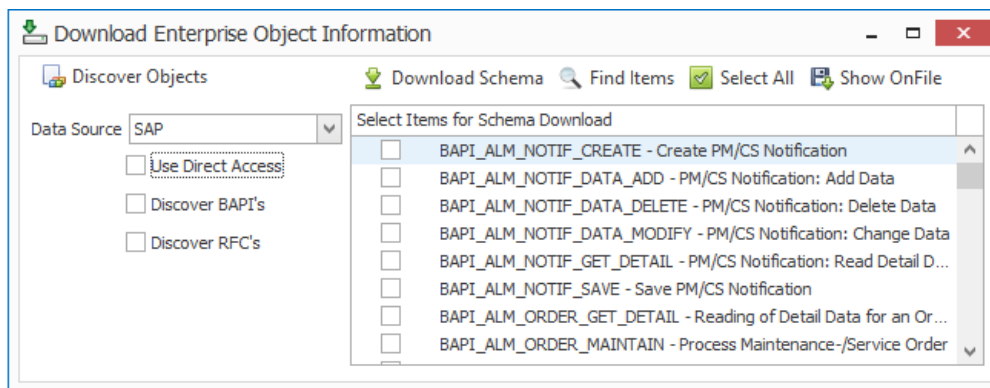 Download Enterprise Object Information
Discover Objects
Download Schema Find Items Select All Show OnFile
Data Source SAP
Use Direct Access
Discover BAPI's
Discover RFC's
Select Items for Schema Download
BAPI_ALM_NOTIF_CREATE - Create PM/CS Notification
BAPI_ALM_NOTIF_DATA_ADD - PM/CS Notification: Add Data
BAPI_ALM_NOTIF_DATA_DELETE - PM/CS Notification: Delete Data
BAPI_ALM_NOTIF_DATA_MODIFY - PM/CS Notification: Change Data
BAPI_ALM_NOTIF_GET_DETAIL - PM/CS Notification: Read Detail D...
BAPI_ALM_NOTIF_SAVE - Save PM/CS Notification
BAPI_ALM_ORDER_GET_DETAIL - Reading of Detail Data for an Or...
BAPI_ALM_ORDER_MAINTAIN - Process Maintenance-/Service Order